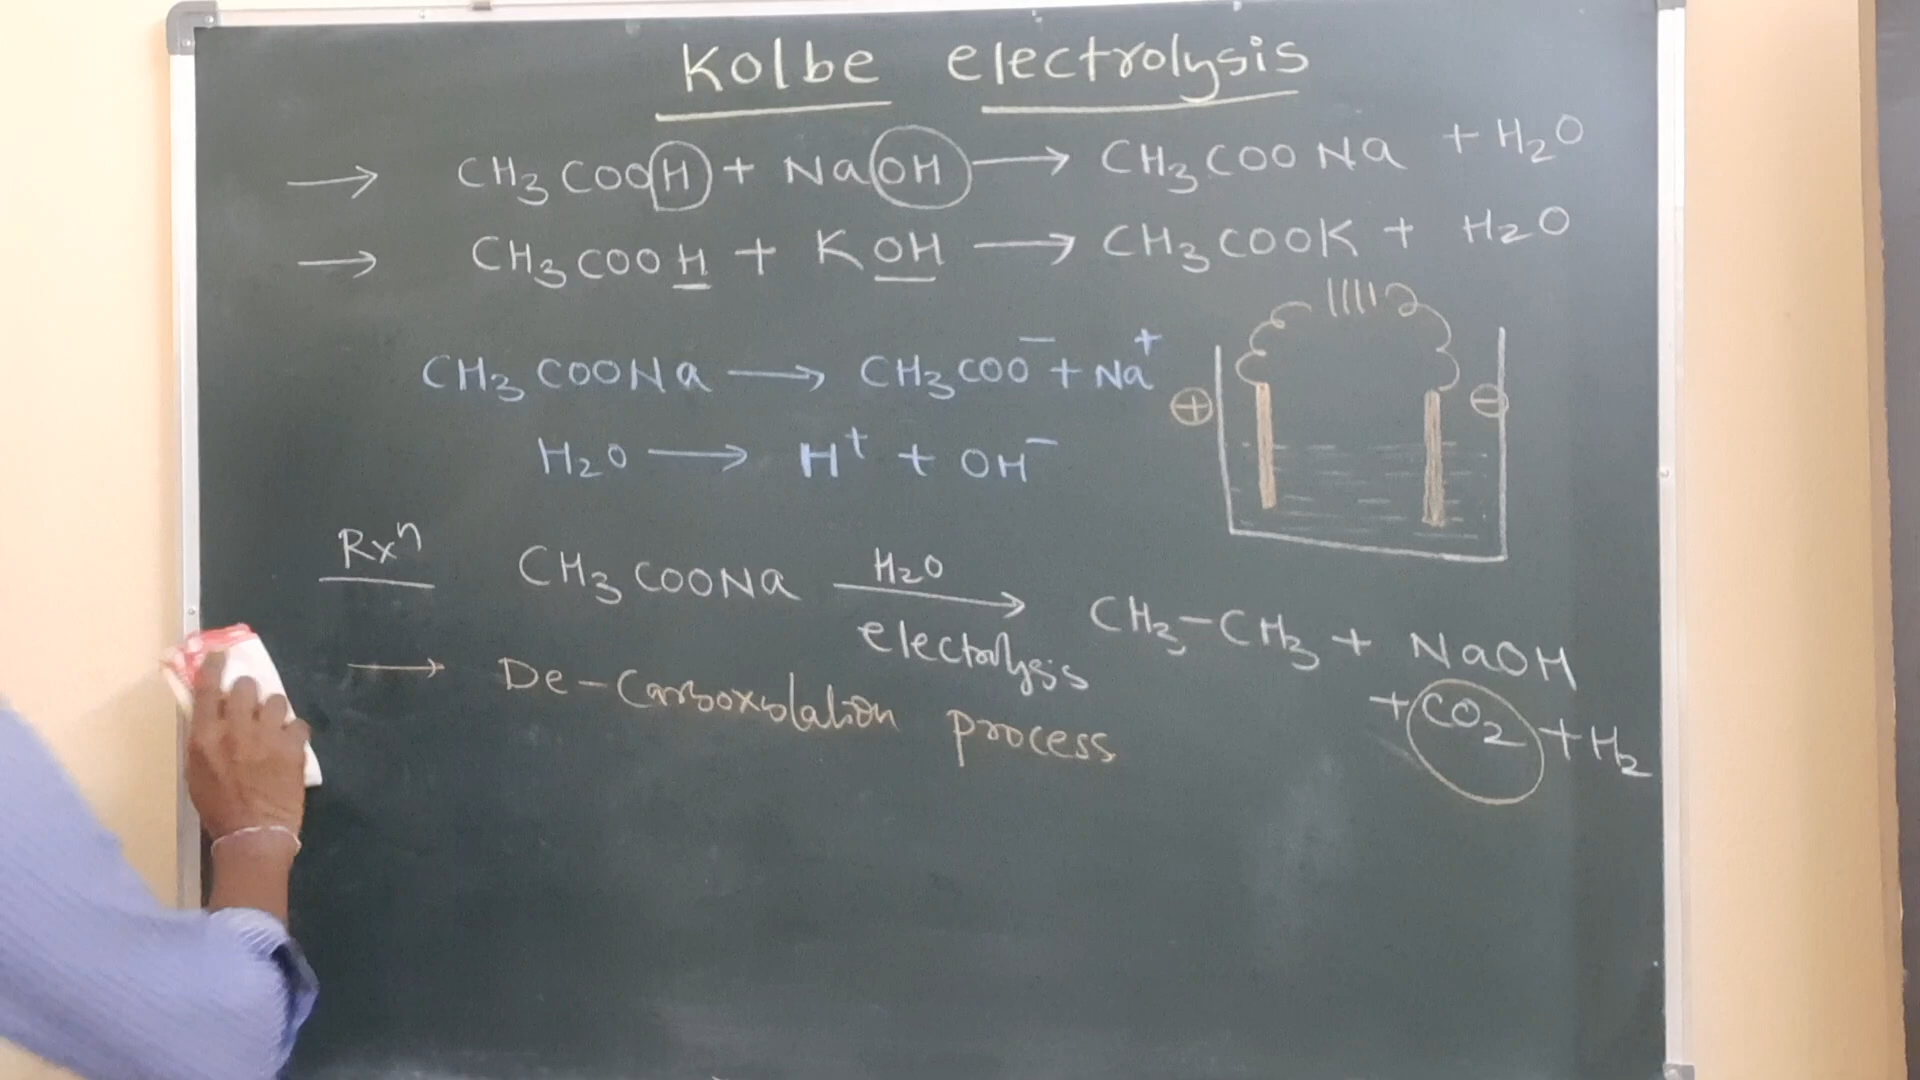 Kolbe electrolysis
→ CH₃COOH + NaOH → CH₃COONa + H₂O
→ CH₃COOH + KOH → CH₃COOK + H₂O
CH₃COONa → CH₃COO⁻ + Na⁺
H₂O → H⁺ + OH⁻
⊕ ⊖
Rxⁿ CH₃COONa H₂O → electrolysis CH₃-CH₃ + NaOH
+ CO₂ + H₂
→ De-Carboxylation process